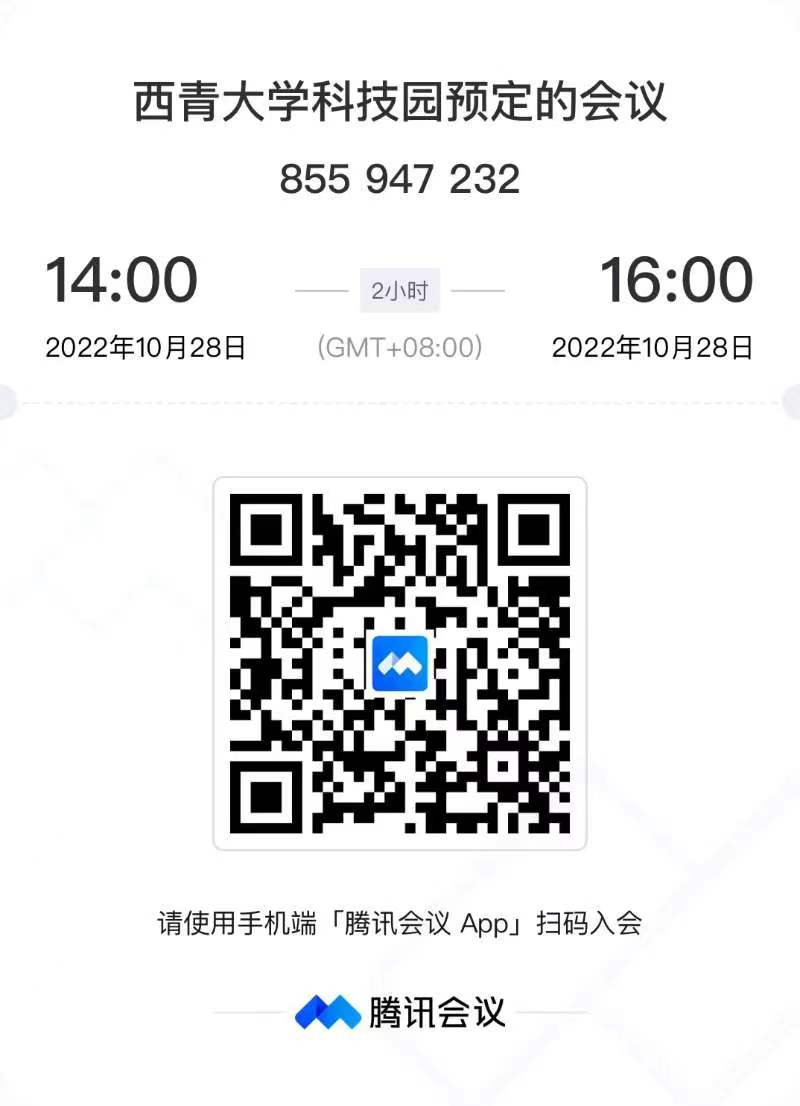 西青大学科技园预定的会议
855 947 232
14:00
2小时
16:00
2022年10月28日
(GMT+08:00)
2022年10月28日
请使用手机端「腾讯会议 App」扫码入会
腾讯会议